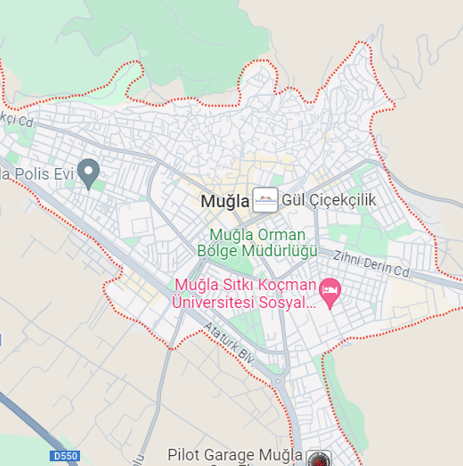 kçi Cd
la Polis Evi
Muğla
Gül Çiçekçilik
Muğla Orman
Bölge Müdürlüğü
Zihni Derin Cd
Muğla Sıtkı Koçman
Üniversitesi Sosyal...
Atatürk Blv
D550
Pilot Garage Muğla